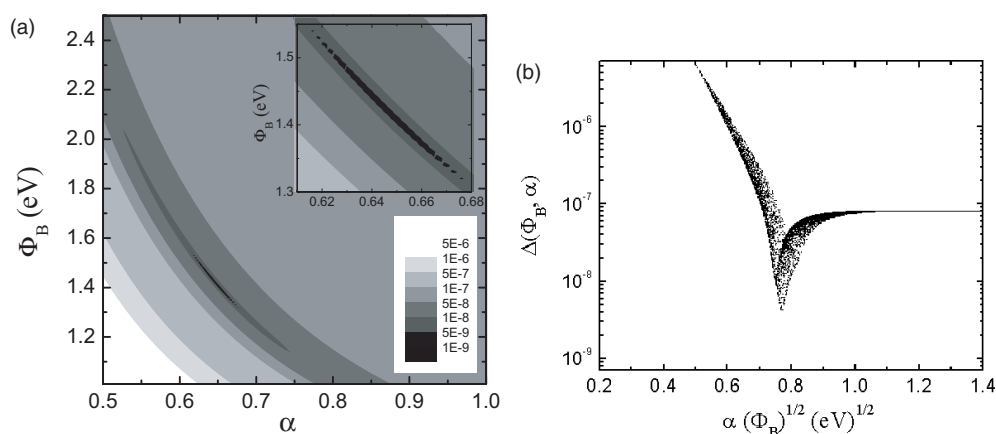 (a)
2.4
2.2
2.0
1.8
1.6
1.4
1.2
Φ_B (eV)
0.5 0.6 0.7 0.8 0.9 1.0
α
1.5
1.4
1.3
Φ_B (eV)
0.62 0.64 0.66 0.68
5E-6
1E-6
5E-7
1E-7
5E-8
1E-8
5E-9
1E-9
(b)
10^-6
10^-7
10^-8
10^-9
Δ(Φ_B, α)
0.2 0.4 0.6 0.8 1.0 1.2 1.4
α (Φ_B)^1/2 (eV)^1/2